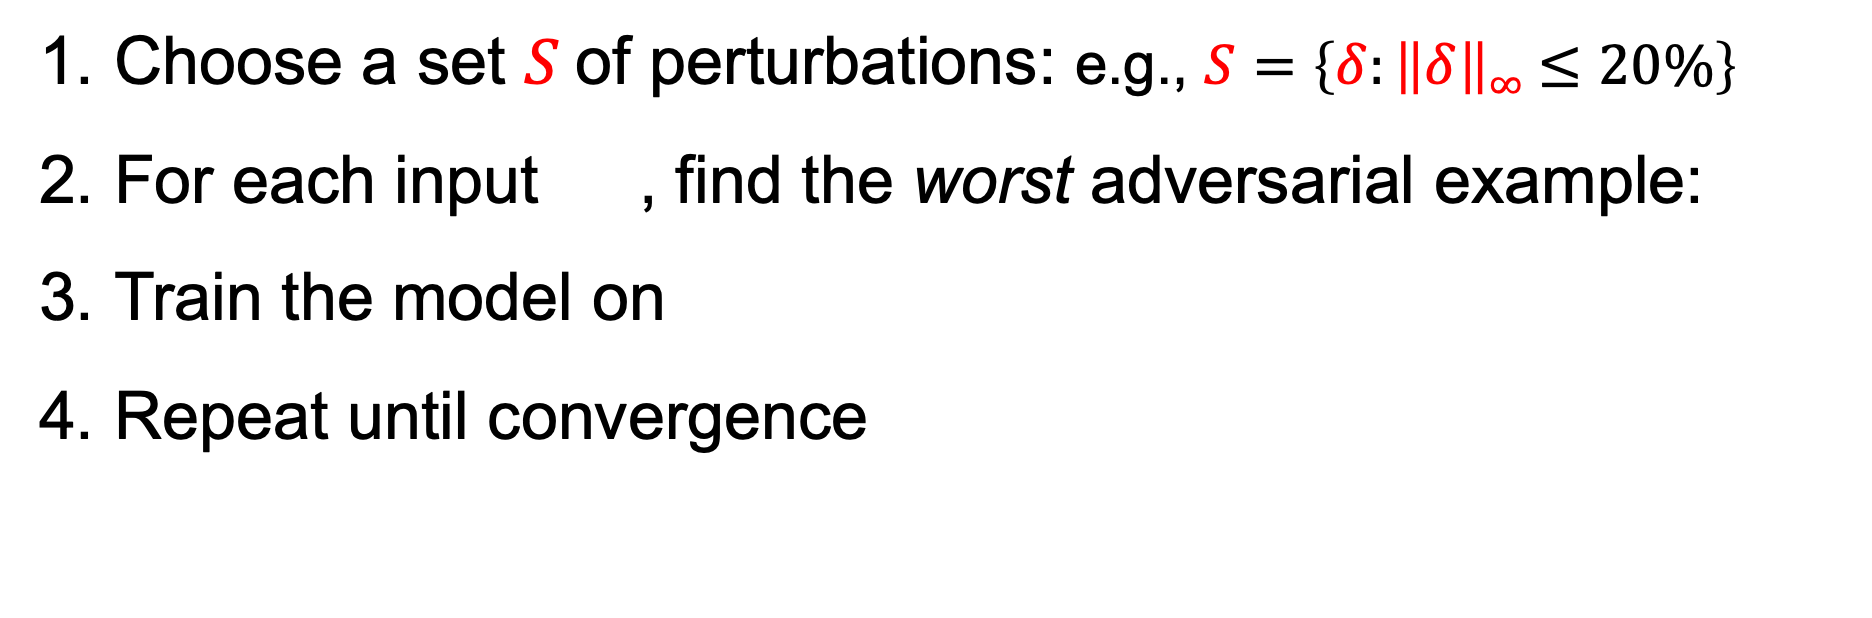 1. Choose a set S of perturbations: e.g., S = {δ: ‖δ‖∞ ≤ 20%}
2. For each input , find the worst adversarial example:
3. Train the model on
4. Repeat until convergence